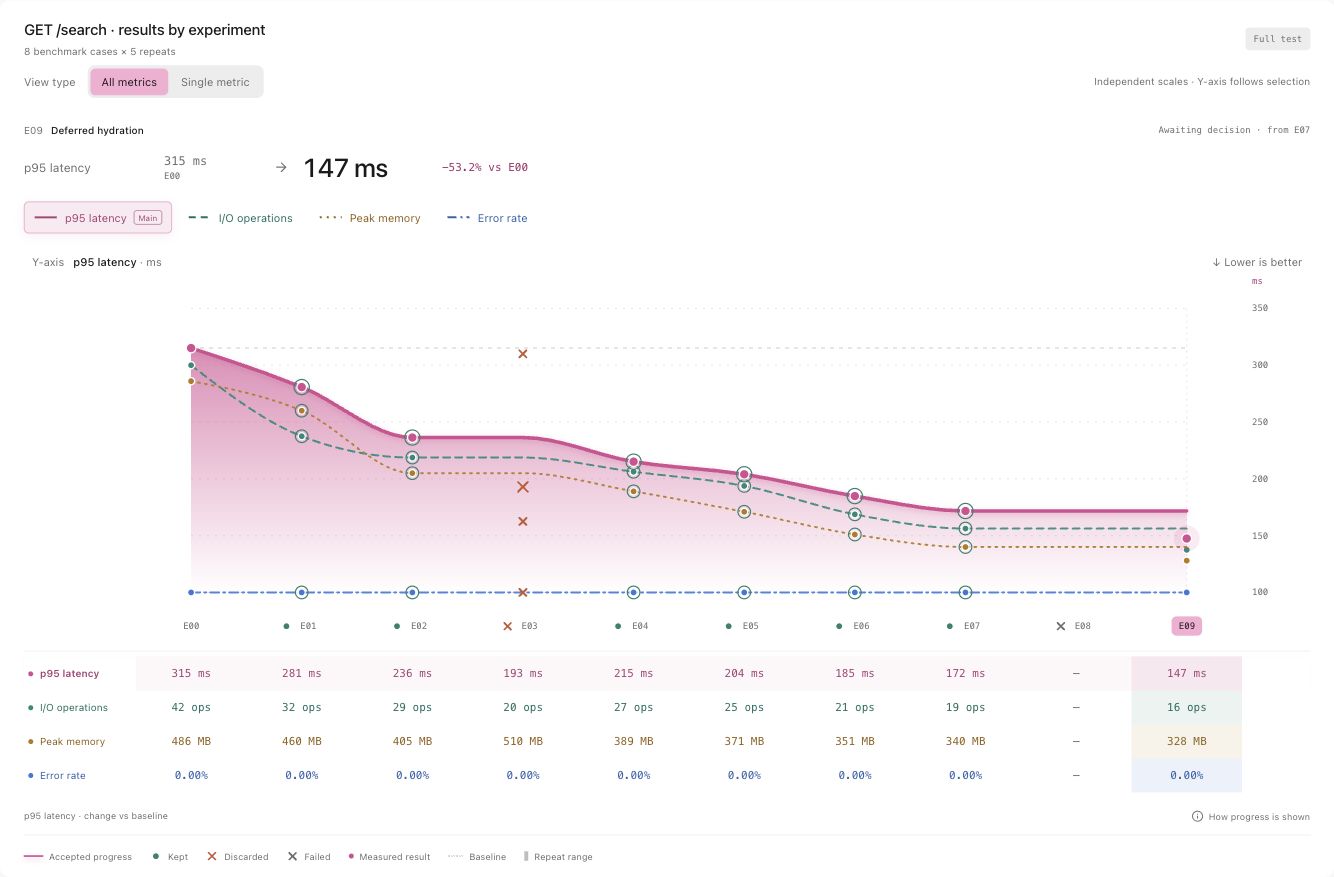 GET /search · results by experiment
8 benchmark cases × 5 repeats
Full test
View type All metrics Single metric
Independent scales · Y-axis follows selection
E09 Deferred hydration
Awaiting decision · from E07
p95 latency 315 ms → 147 ms −53.2% vs E00
E00
p95 latency Main I/O operations Peak memory Error rate
Y-axis p95 latency · ms
↓ Lower is better
ms
350
300
250
200
150
100
E00 E01 E02 E03 E04 E05 E06 E07 E08 E09
p95 latency 315 ms 281 ms 236 ms 193 ms 215 ms 204 ms 185 ms 172 ms — 147 ms
I/O operations 42 ops 32 ops 29 ops 20 ops 27 ops 25 ops 21 ops 19 ops — 16 ops
Peak memory 486 MB 460 MB 405 MB 510 MB 389 MB 371 MB 351 MB 340 MB — 328 MB
Error rate 0.00% 0.00% 0.00% 0.00% 0.00% 0.00% 0.00% 0.00% — 0.00%
p95 latency · change vs baseline
How progress is shown
Accepted progress Kept Discarded Failed Measured result Baseline Repeat range